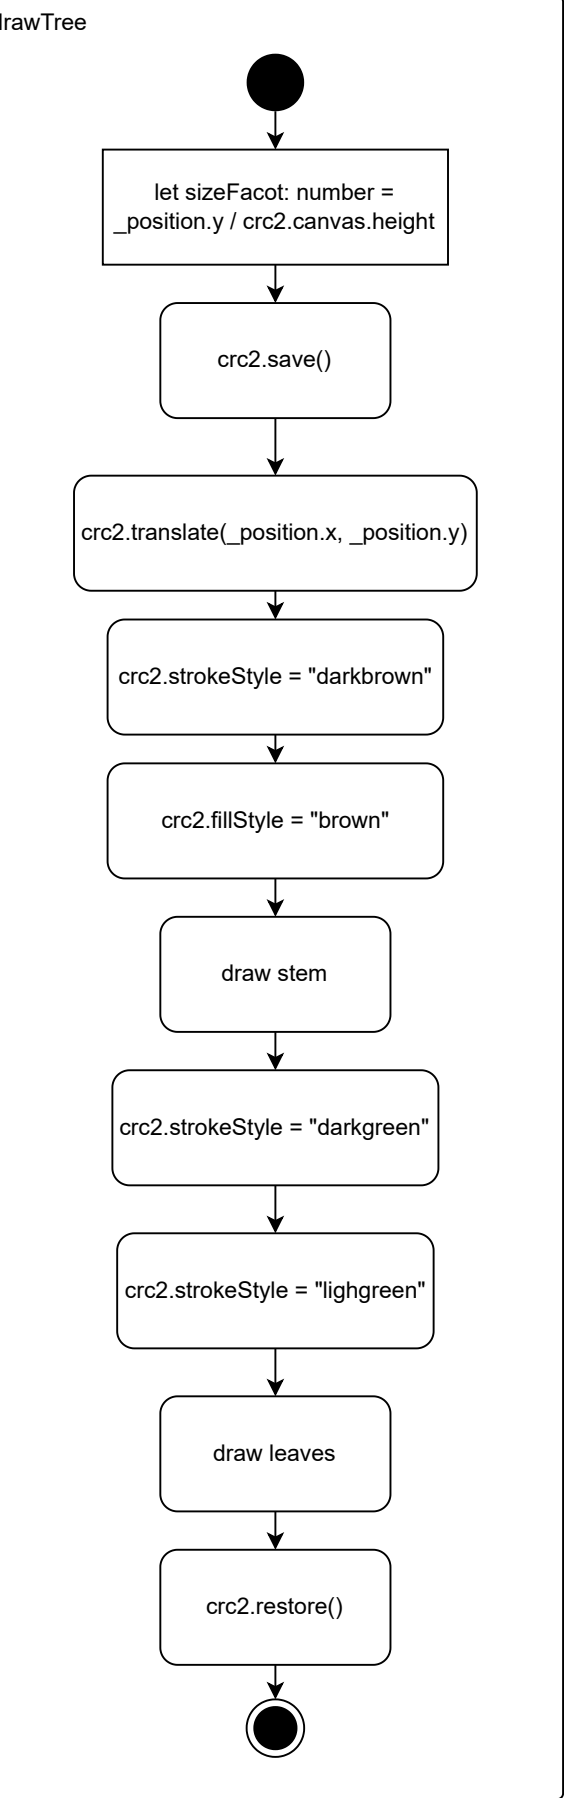 drawTree
let sizeFacot: number =
_position.y / crc2.canvas.height
crc2.save()
crc2.translate(_position.x, _position.y)
crc2.strokeStyle = "darkbrown"
crc2.fillStyle = "brown"
draw stem
crc2.strokeStyle = "darkgreen"
crc2.strokeStyle = "lighgreen"
draw leaves
crc2.restore()